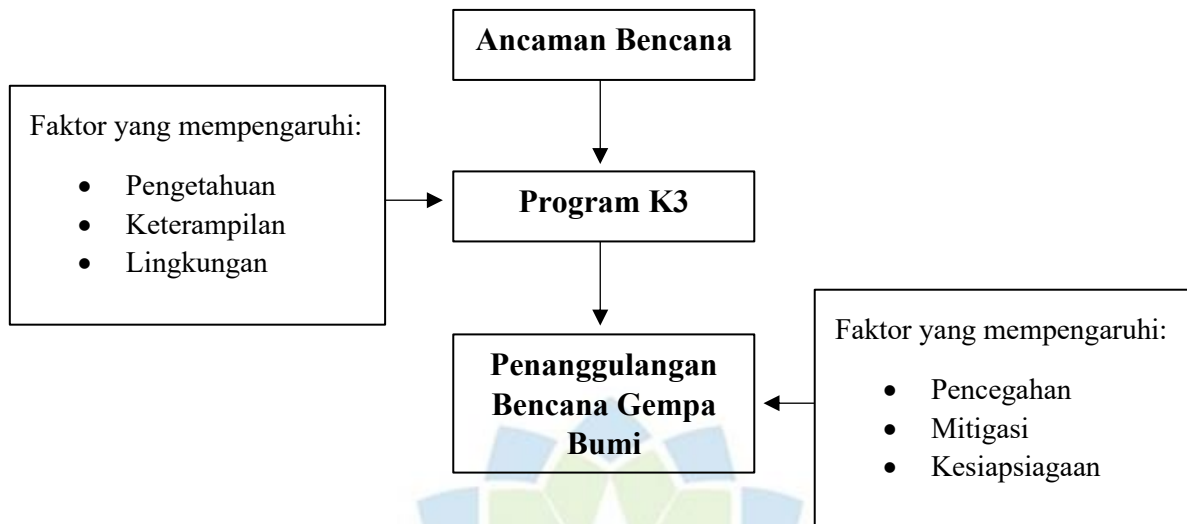 Ancaman Bencana
Faktor yang mempengaruhi:
• Pengetahuan
• Keterampilan
• Lingkungan
Program K3
Penanggulangan
Bencana Gempa
Bumi
Faktor yang mempengaruhi:
• Pencegahan
• Mitigasi
• Kesiapsiagaan